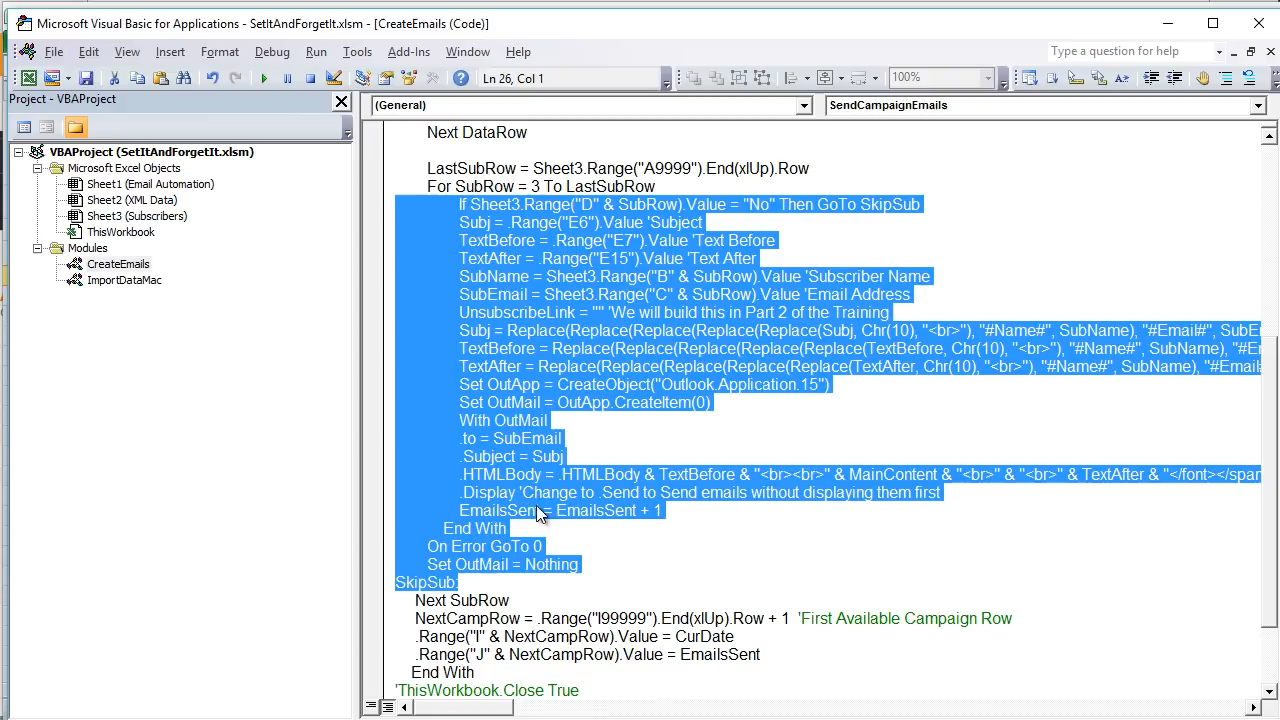 Microsoft Visual Basic for Applications - SetItAndForgetIt.xlsm - [CreateEmails (Code)]
File Edit View Insert Format Debug Run Tools Add-Ins Window Help
Type a question for help
Ln 26, Col 1
100%
Project - VBAProject
(General)
SendCampaignEmails
VBAProject (SetItAndForgetIt.xlsm)
Microsoft Excel Objects
Sheet1 (Email Automation)
Sheet2 (XML Data)
Sheet3 (Subscribers)
ThisWorkbook
Modules
CreateEmails
ImportDataMac
Next DataRow
LastSubRow = Sheet3.Range("A9999").End(xlUp).Row
For SubRow = 3 To LastSubRow
If Sheet3.Range("D" & SubRow).Value = "No" Then GoTo SkipSub
Subj = .Range("E6").Value 'Subject
TextBefore = .Range("E7").Value 'Text Before
TextAfter = .Range("E15").Value 'Text After
SubName = Sheet3.Range("B" & SubRow).Value 'Subscriber Name
SubEmail = Sheet3.Range("C" & SubRow).Value 'Email Address
UnsubscribeLink = "" 'We will build this in Part 2 of the Training
Subj = Replace(Replace(Replace(Replace(Replace(Subj, Chr(10), "<br>"), "#Name#", SubName), "#Email#", SubE
TextBefore = Replace(Replace(Replace(Replace(Replace(TextBefore, Chr(10), "<br>"), "#Name#", SubName), "#E
TextAfter = Replace(Replace(Replace(Replace(Replace(TextAfter, Chr(10), "<br>"), "#Name#", SubName), "#Email
Set OutApp = CreateObject("Outlook.Application.15")
Set OutMail = OutApp.CreateItem(0)
With OutMail
.to = SubEmail
.Subject = Subj
.HTMLBody = .HTMLBody & TextBefore & "<br><br>" & MainContent & "<br>" & "<br>" & TextAfter & "</font></span
.Display 'Change to .Send to Send emails without displaying them first
EmailsSent = EmailsSent + 1
End With
On Error GoTo 0
Set OutMail = Nothing
SkipSub:
Next SubRow
NextCampRow = .Range("I99999").End(xlUp).Row + 1 'First Available Campaign Row
.Range("I" & NextCampRow).Value = CurDate
.Range("J" & NextCampRow).Value = EmailsSent
End With
'ThisWorkbook.Close True